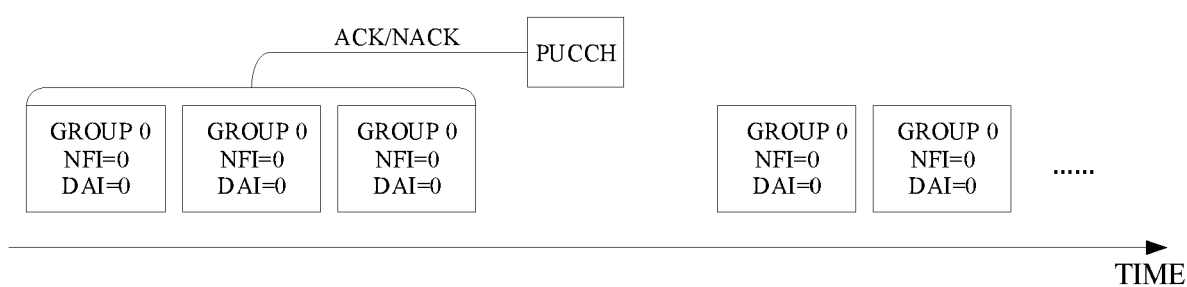 ACK/NACK
PUCCH
GROUP 0
NFI=0
DAI=0
GROUP 0
NFI=0
DAI=0
GROUP 0
NFI=0
DAI=0
GROUP 0
NFI=0
DAI=0
GROUP 0
NFI=0
DAI=0
......
TIME